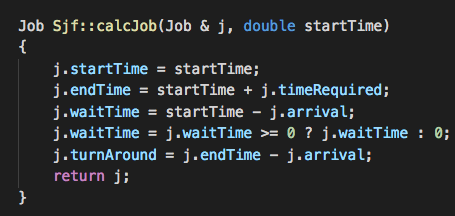 Job Sjf::calcJob(Job & j, double startTime)
{
    j.startTime = startTime;
    j.endTime = startTime + j.timeRequired;
    j.waitTime = startTime - j.arrival;
    j.waitTime = j.waitTime >= 0 ? j.waitTime : 0;
    j.turnAround = j.endTime - j.arrival;
    return j;
}